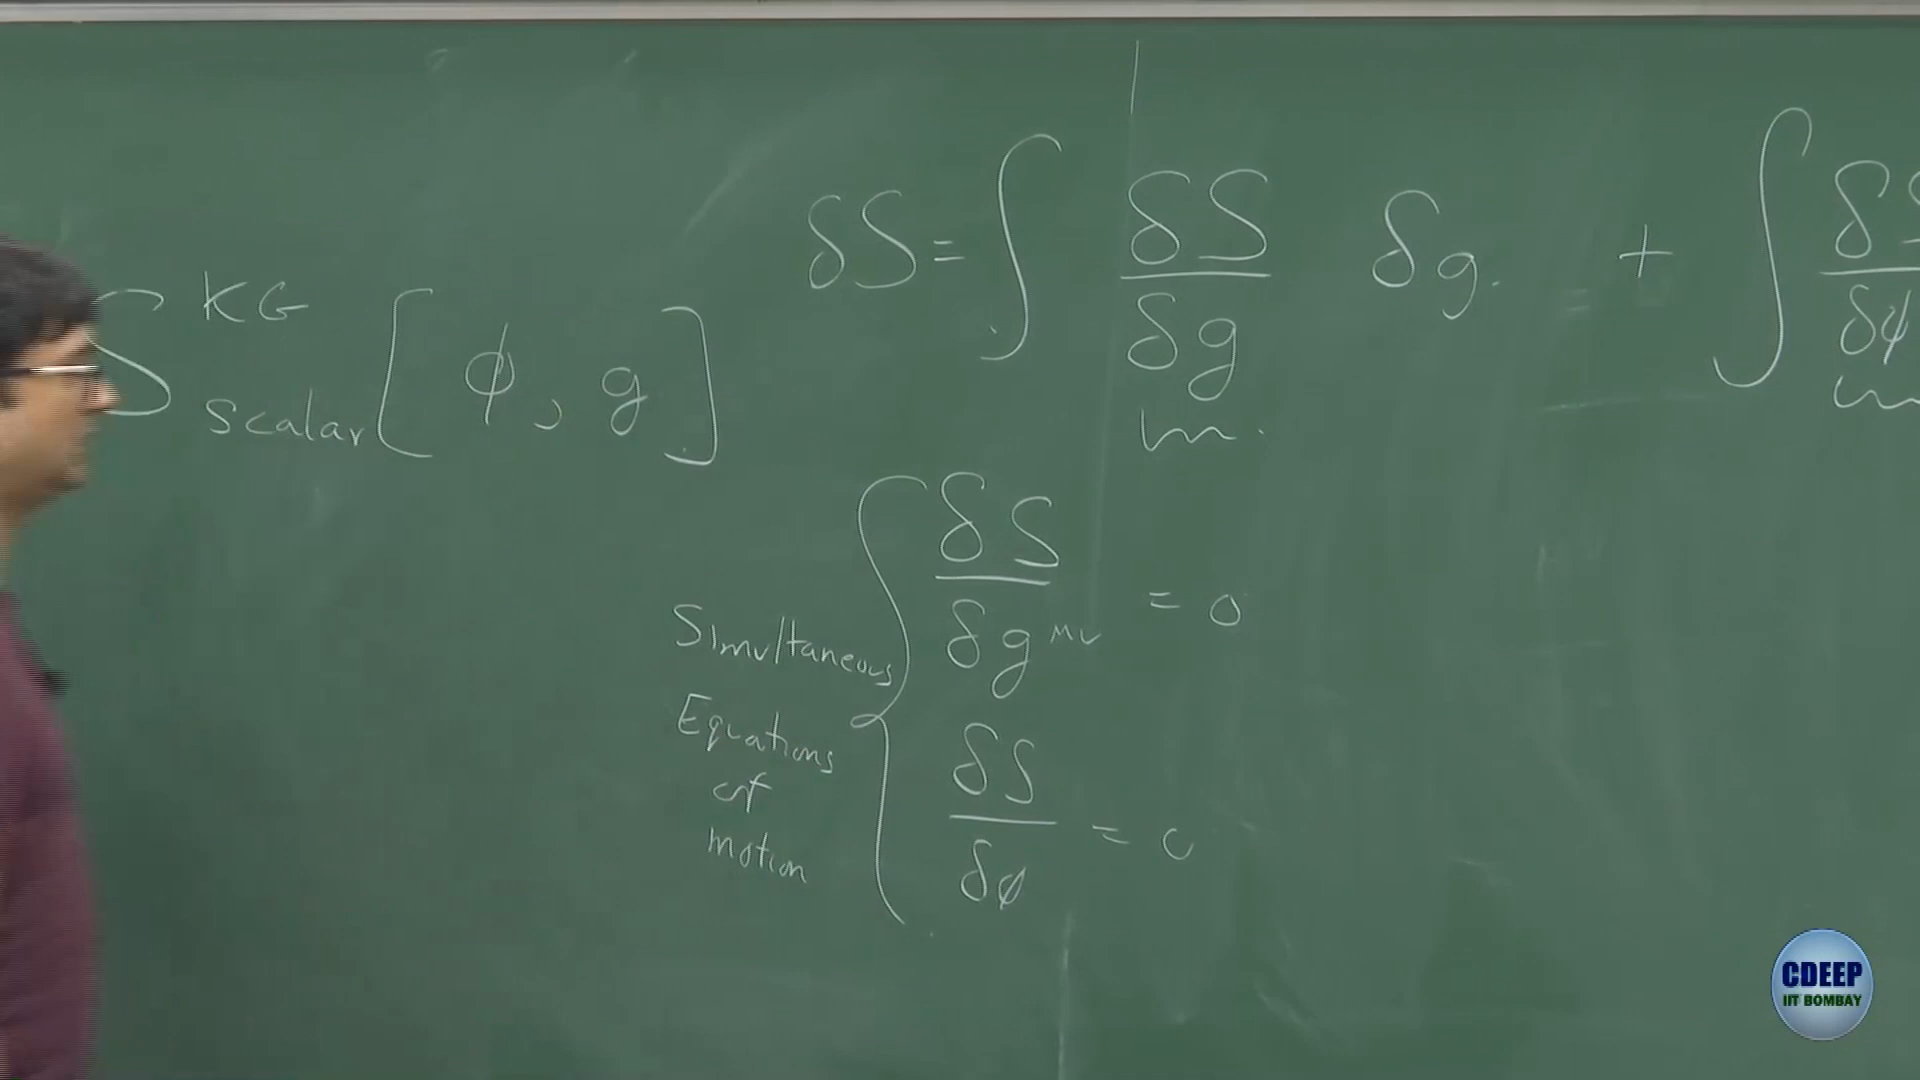 S^{KG}_{scalar} [ϕ, g]
δS = ∫ δS/δg δg. + ∫ δS/δϕ
Simultaneous
Equations
of
motion
δS/δg^{μν} = 0
δS/δϕ = 0
CDEEP
IIT BOMBAY